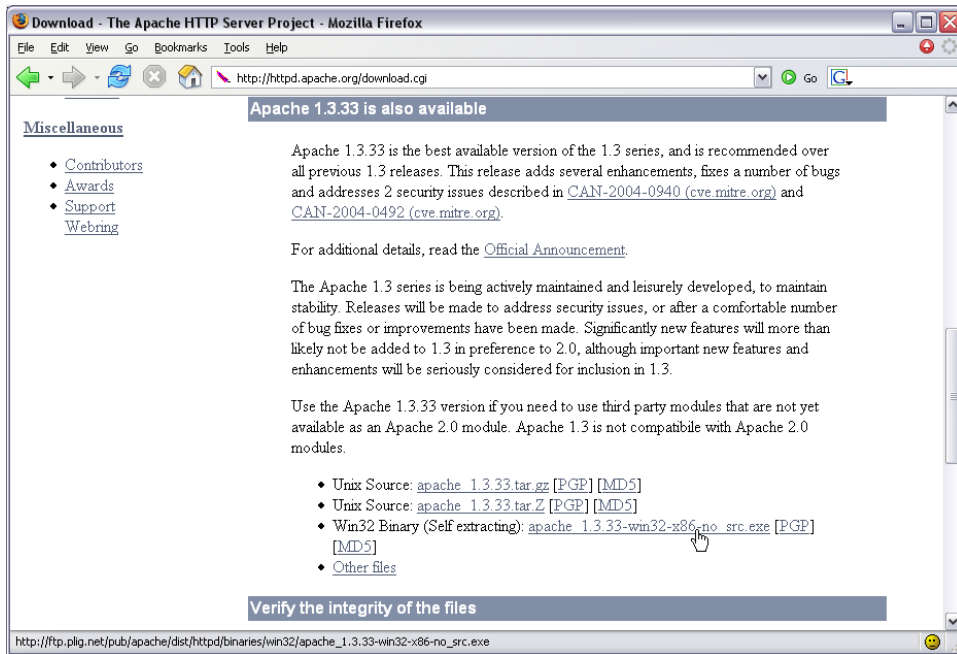 Download - The Apache HTTP Server Project - Mozilla Firefox
File Edit View Go Bookmarks Tools Help
http://httpd.apache.org/download.cgi Go G
Miscellaneous
Contributors
Awards
Support
Webring
Apache 1.3.33 is also available
Apache 1.3.33 is the best available version of the 1.3 series, and is recommended over
all previous 1.3 releases. This release adds several enhancements, fixes a number of bugs
and addresses 2 security issues described in CAN-2004-0940 (cve.mitre.org) and
CAN-2004-0492 (cve.mitre.org).
For additional details, read the Official Announcement.
The Apache 1.3 series is being actively maintained and leisurely developed, to maintain
stability. Releases will be made to address security issues, or after a comfortable number
of bug fixes or improvements have been made. Significantly new features will more than
likely not be added to 1.3 in preference to 2.0, although important new features and
enhancements will be seriously considered for inclusion in 1.3.
Use the Apache 1.3.33 version if you need to use third party modules that are not yet
available as an Apache 2.0 module. Apache 1.3 is not compatibile with Apache 2.0
modules.
Unix Source: apache_1.3.33.tar.gz [PGP] [MD5]
Unix Source: apache_1.3.33.tar.Z [PGP] [MD5]
Win32 Binary (Self extracting): apache_1.3.33-win32-x86-no_src.exe [PGP]
[MD5]
Other files
Verify the integrity of the files
http://ftp.plig.net/pub/apache/dist/httpd/binaries/win32/apache_1.3.33-win32-x86-no_src.exe